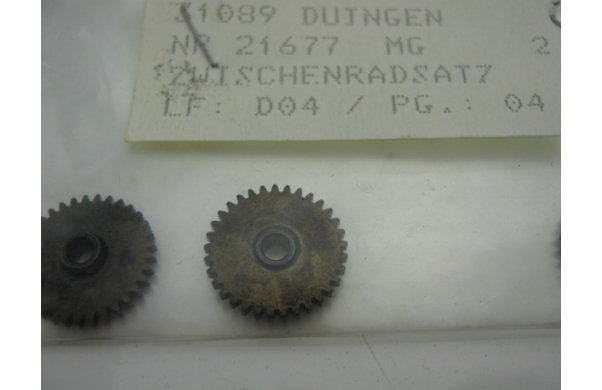 31089 DUINGEN
NR 21677 MG 2
ZWISCHENRADSATZ
LF: D04 / PG.: 04